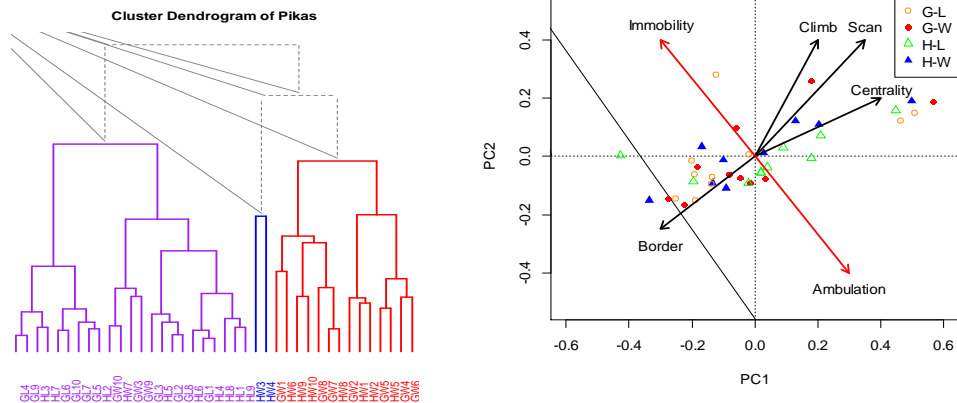 Cluster Dendrogram of Pikas
GL4
GL9
HL3
HL7
GL6
GL10
GL7
GL5
HL2
GW10
HW7
GW3
GW9
GL3
HL5
GL2
GL8
HL6
GL1
HL4
HL8
HL1
HL9
HW3
HW4
GW1
HW6
HW9
HW10
GW8
GW7
HW8
GW2
HW1
HW2
GW5
HW5
GW4
GW6
G-L
G-W
H-L
H-W
Immobility
Climb
Scan
Centrality
Border
Ambulation
0.4
0.2
0.0
-0.2
-0.4
PC2
-0.6
-0.4
-0.2
0.0
0.2
0.4
0.6
PC1